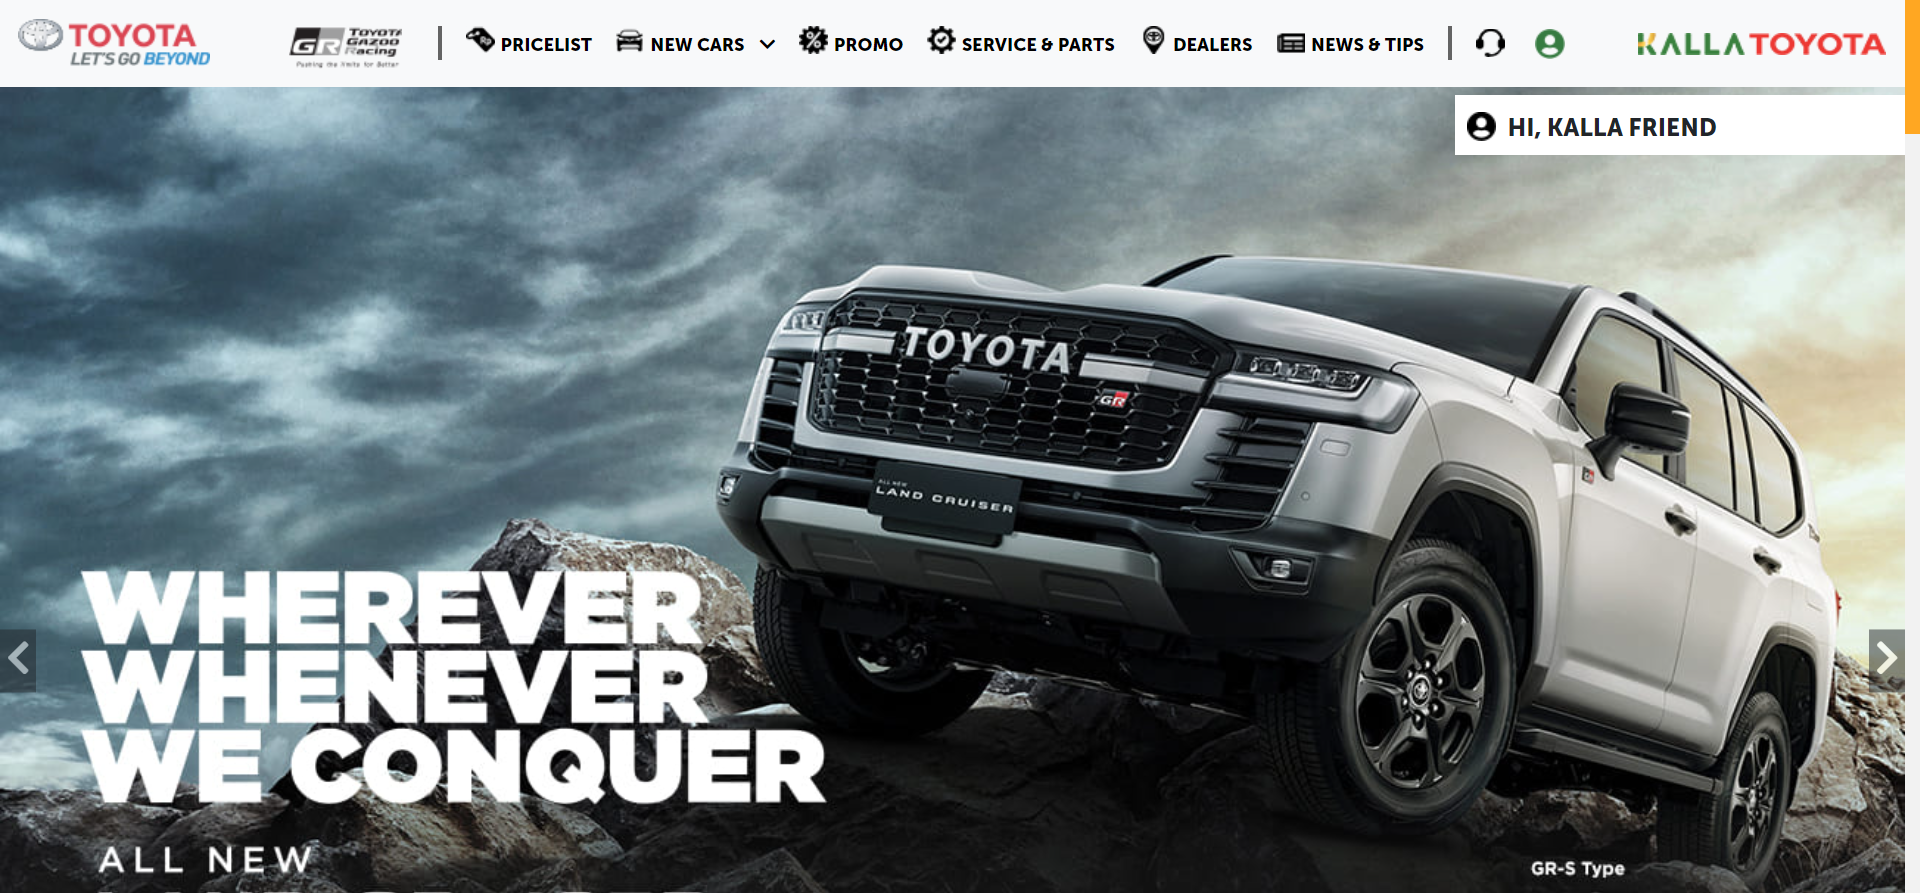 TOYOTA
LET'S GO BEYOND
GR TOYOTA GAZOO Racing
Pushing the limits for Better
PRICELIST
NEW CARS
PROMO
SERVICE & PARTS
DEALERS
NEWS & TIPS
KALLA TOYOTA
HI, KALLA FRIEND
TOYOTA
GR
ALL NEW
LAND CRUISER
WHEREVER
WHENEVER
WE CONQUER
ALL NEW
GR-S Type